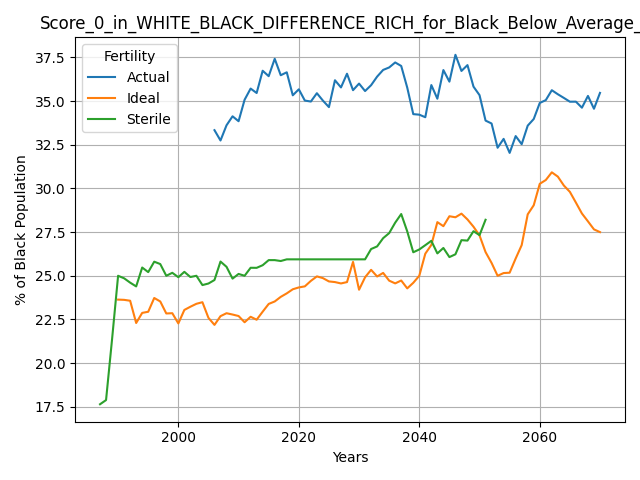 Score_0_in_WHITE_BLACK_DIFFERENCE_RICH_for_Black_Below_Average_
Fertility
Actual
Ideal
Sterile
% of Black Population
37.5
35.0
32.5
30.0
27.5
25.0
22.5
20.0
17.5
2000
2020
2040
2060
Years